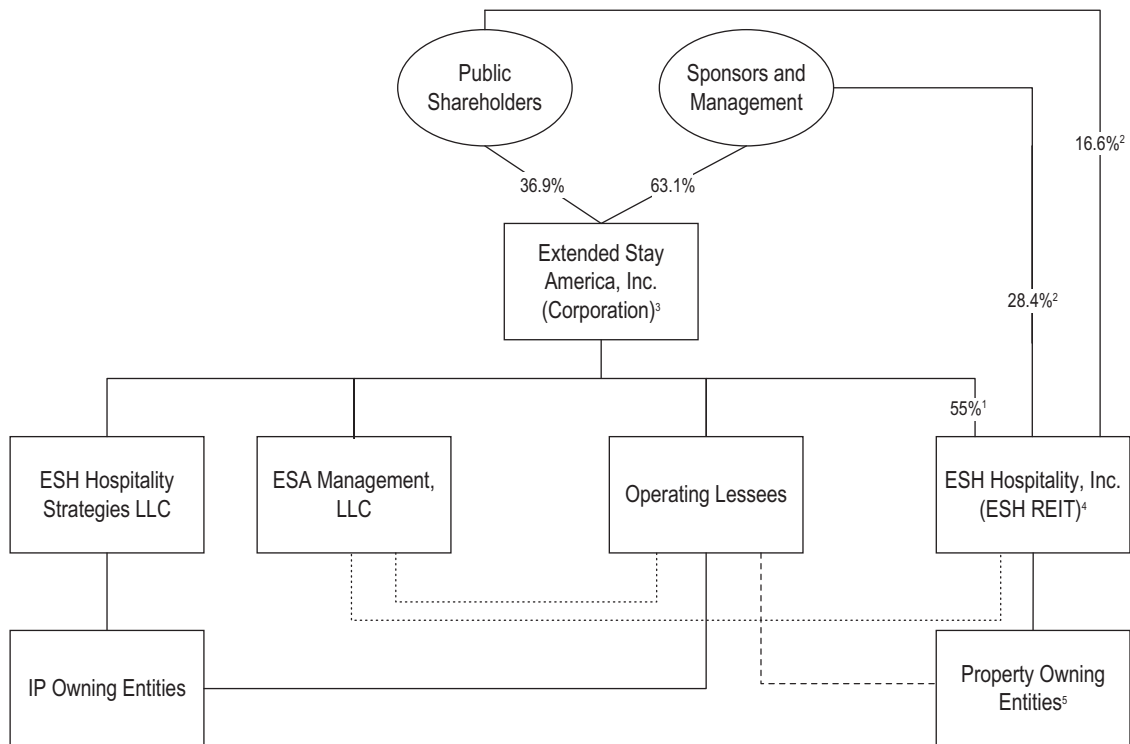 Public
Shareholders
Sponsors and
Management
16.6%²
36.9%
63.1%
Extended Stay
America, Inc.
(Corporation)³
28.4%²
55%¹
ESH Hospitality
Strategies LLC
ESA Management,
LLC
Operating Lessees
ESH Hospitality, Inc.
(ESH REIT)⁴
IP Owning Entities
Property Owning
Entities⁵